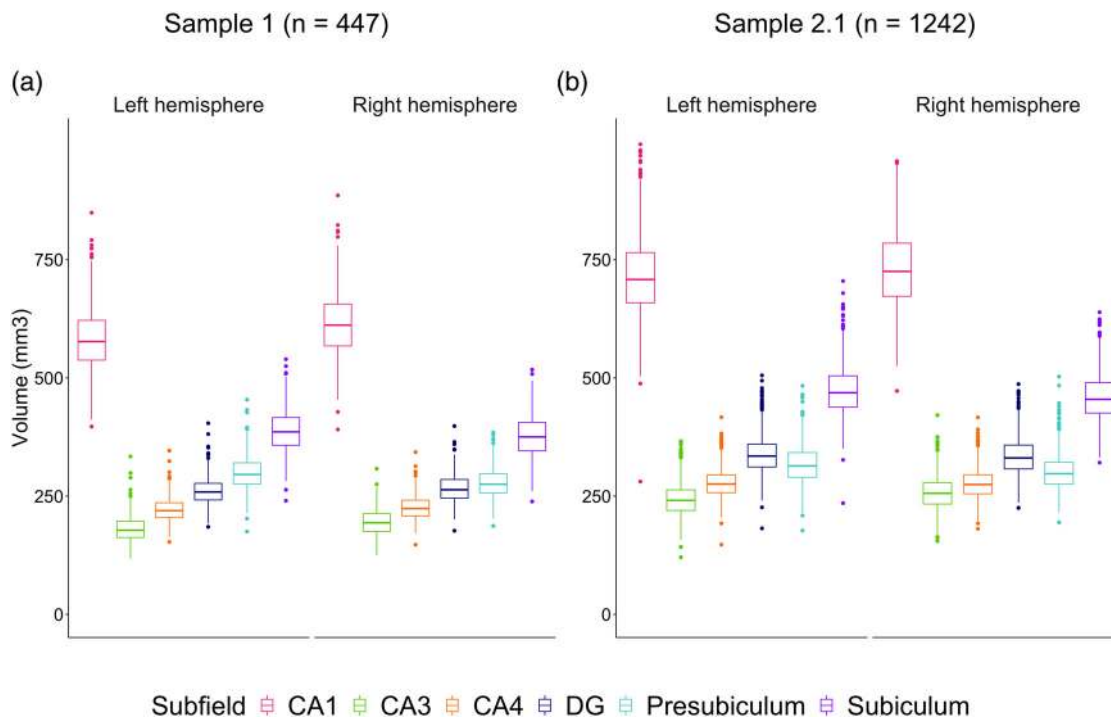 Sample 1 (n = 447)
Sample 2.1 (n = 1242)
(a)
Left hemisphere
Right hemisphere
(b)
Left hemisphere
Right hemisphere
Volume (mm3)
750
500
250
0
750
500
250
0
Subfield CA1 CA3 CA4 DG Presubiculum Subiculum